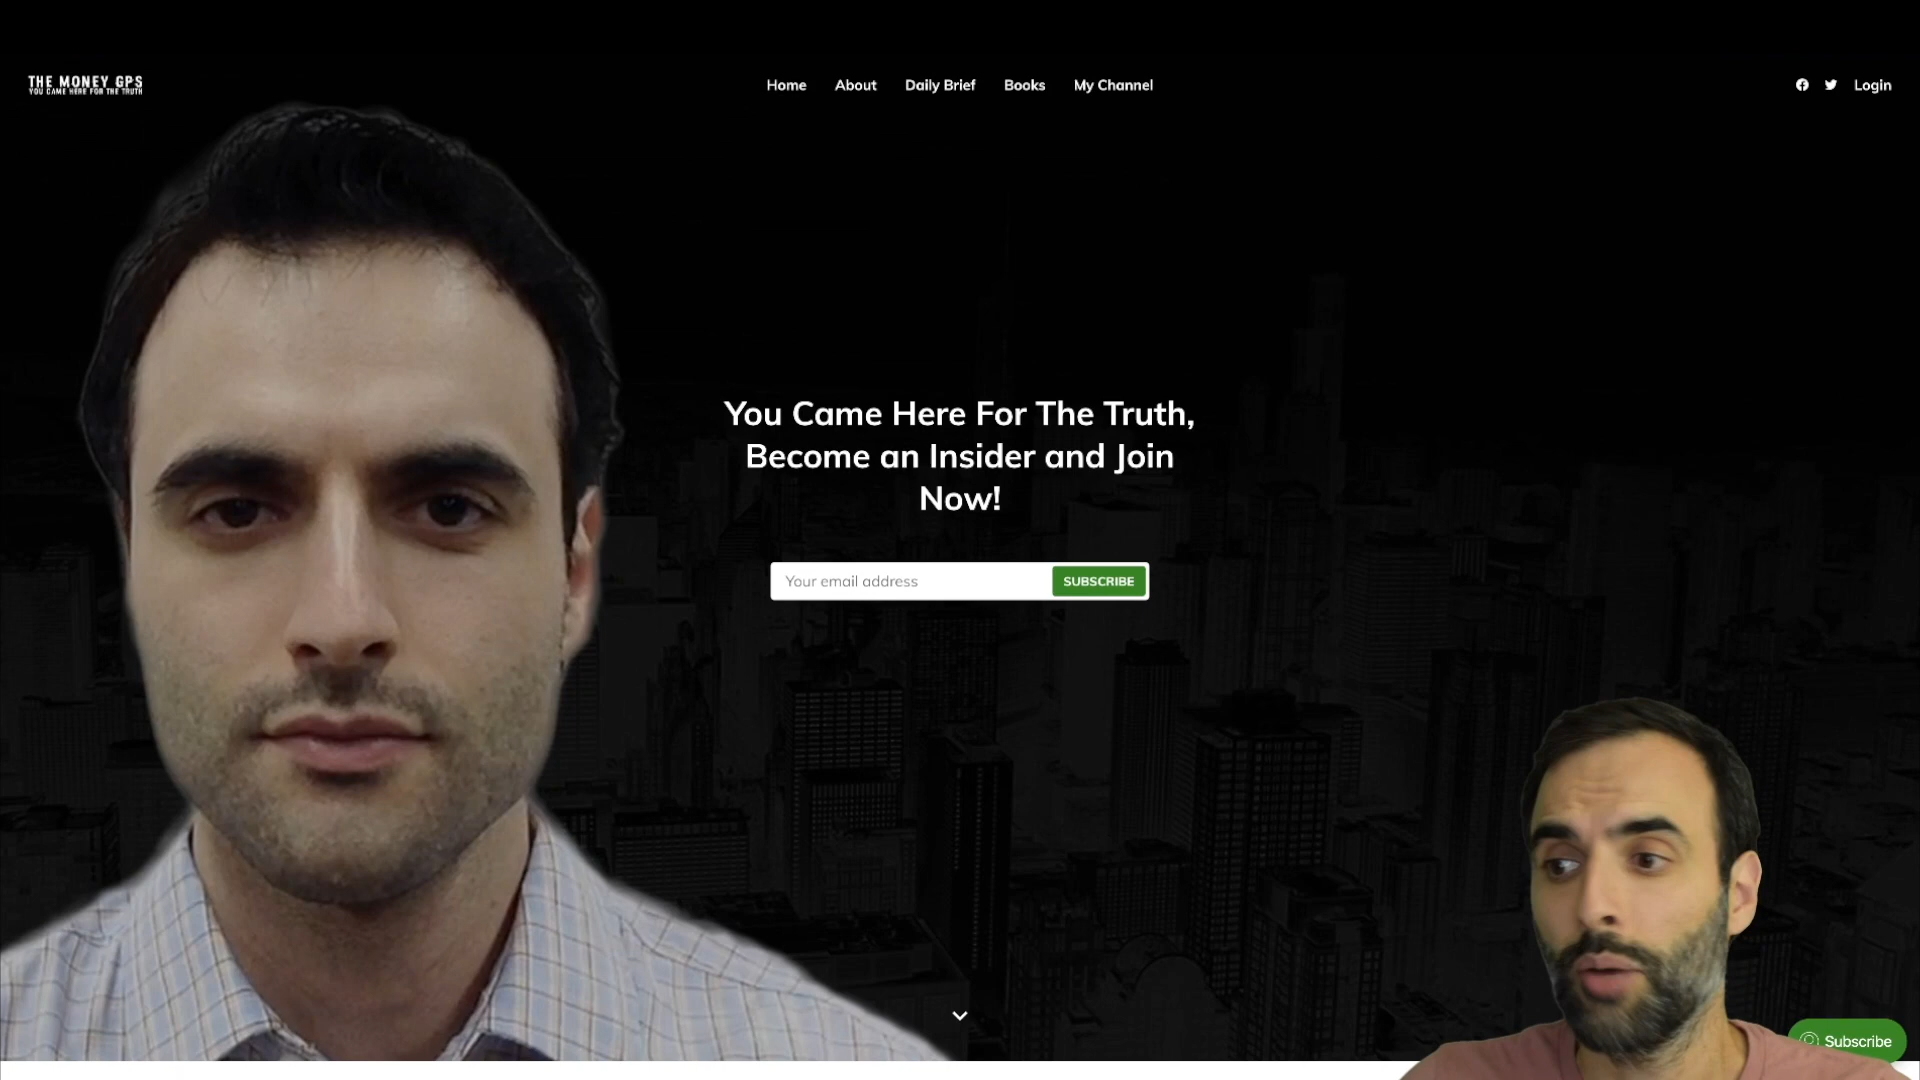 THE MONEY GPS
YOU CAME HERE FOR THE TRUTH
Home
About
Daily Brief
Books
My Channel
Login
You Came Here For The Truth,
Become an Insider and Join
Now!
Your email address
SUBSCRIBE
Subscribe